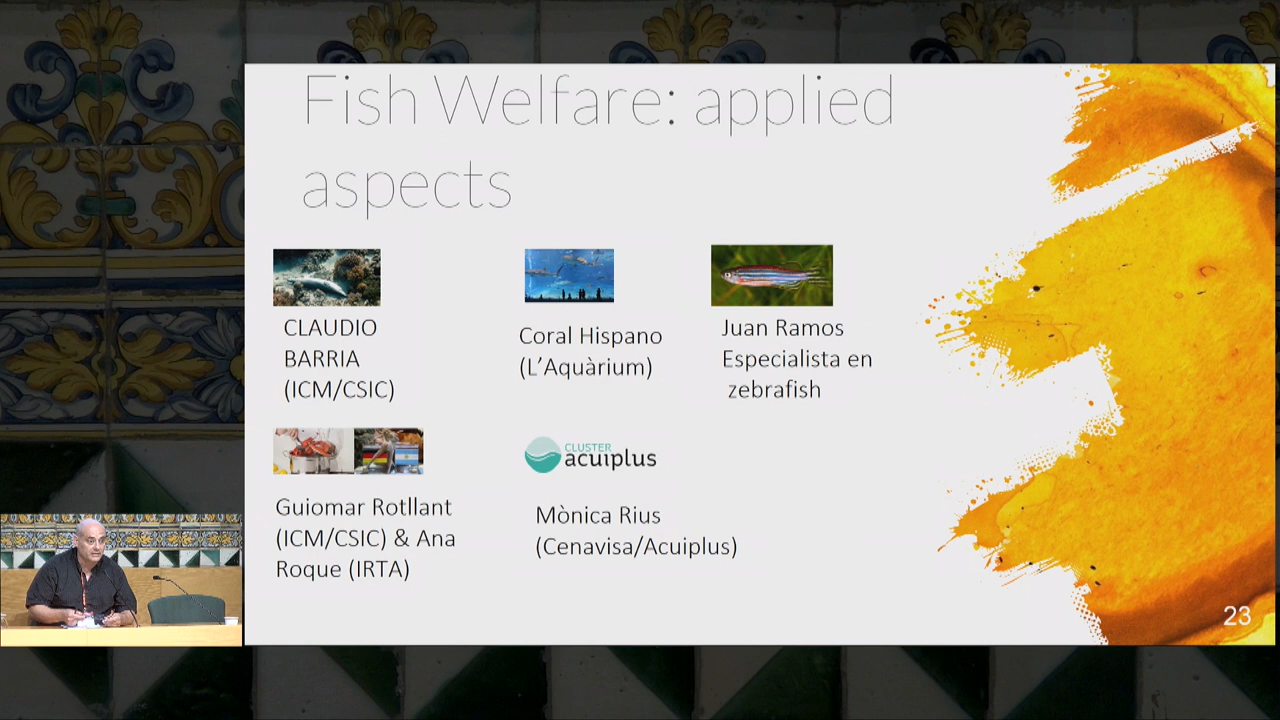 Fish Welfare: applied
aspects
CLAUDIO
BARRIA
(ICM/CSIC)
Coral Hispano
(L'Aquàrium)
Juan Ramos
Especialista en
zebrafish
Guiomar Rotllant
(ICM/CSIC) & Ana
Roque (IRTA)
CLUSTER
acuiplus
Mònica Rius
(Cenavisa/Acuiplus)
23